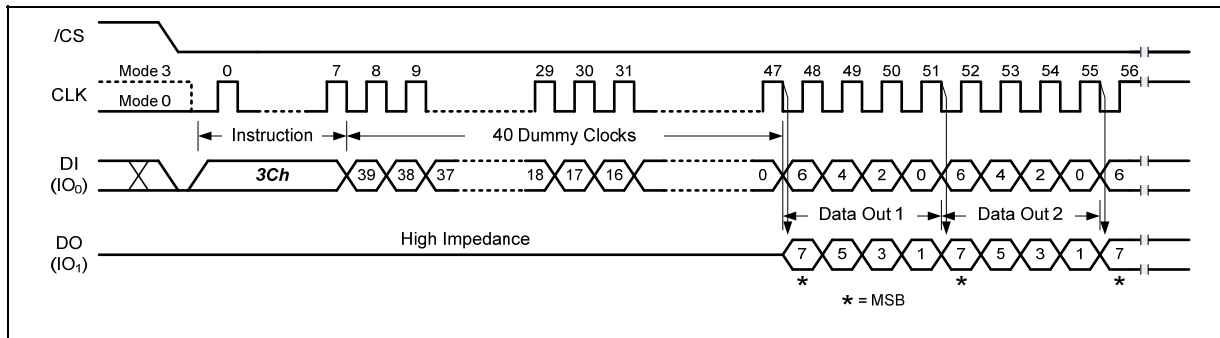 /CS
Mode 3 0 7 8 9 29 30 31 47 48 49 50 51 52 53 54 55 56
CLK Mode 0
Instruction 40 Dummy Clocks
DI (IO0) 3Ch 39 38 37 18 17 16 0 6 4 2 0 6 4 2 0 6
Data Out 1 Data Out 2
DO (IO1) High Impedance 7 5 3 1 7 5 3 1 7
* * *
* = MSB